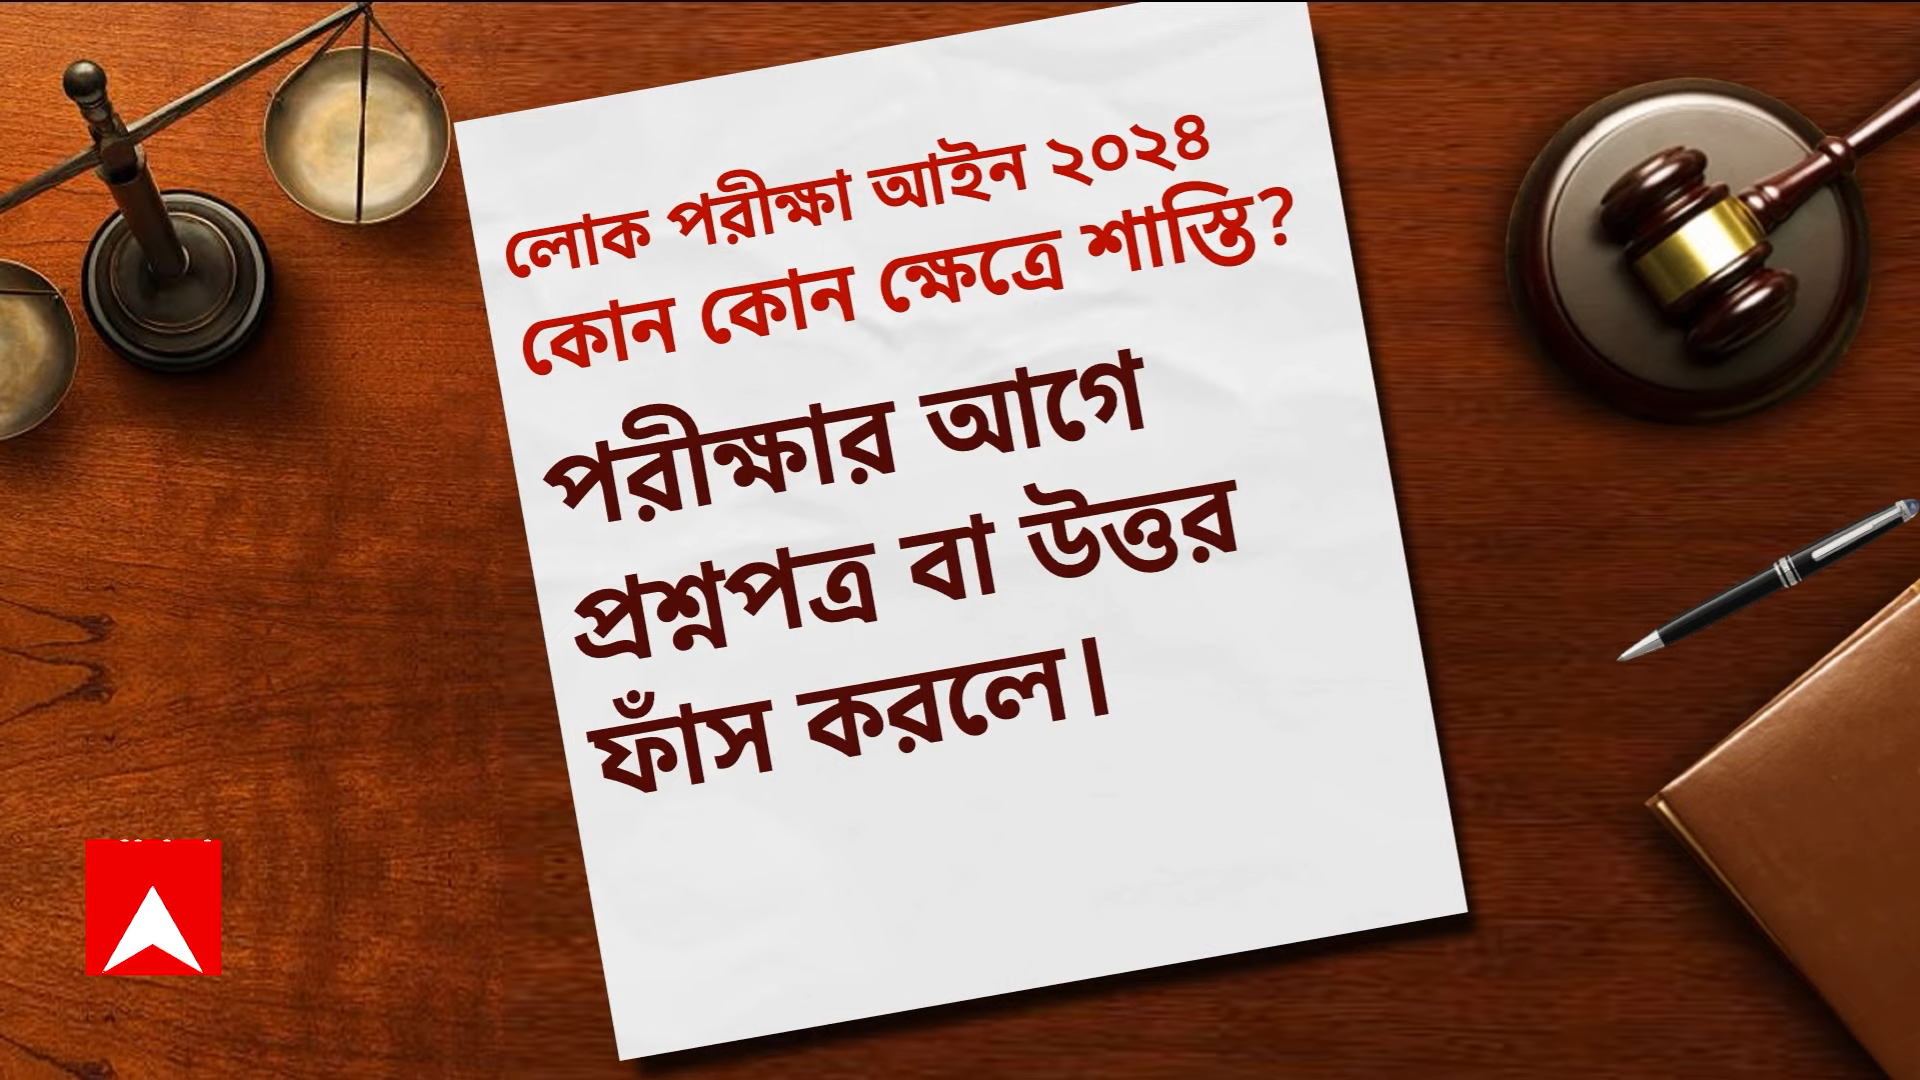 লোক পরীক্ষা আইন ২০২৪
কোন কোন ক্ষেত্রে শাস্তি?
পরীক্ষার আগে
প্রশ্নপত্র বা উত্তর
ফাঁস করলে।